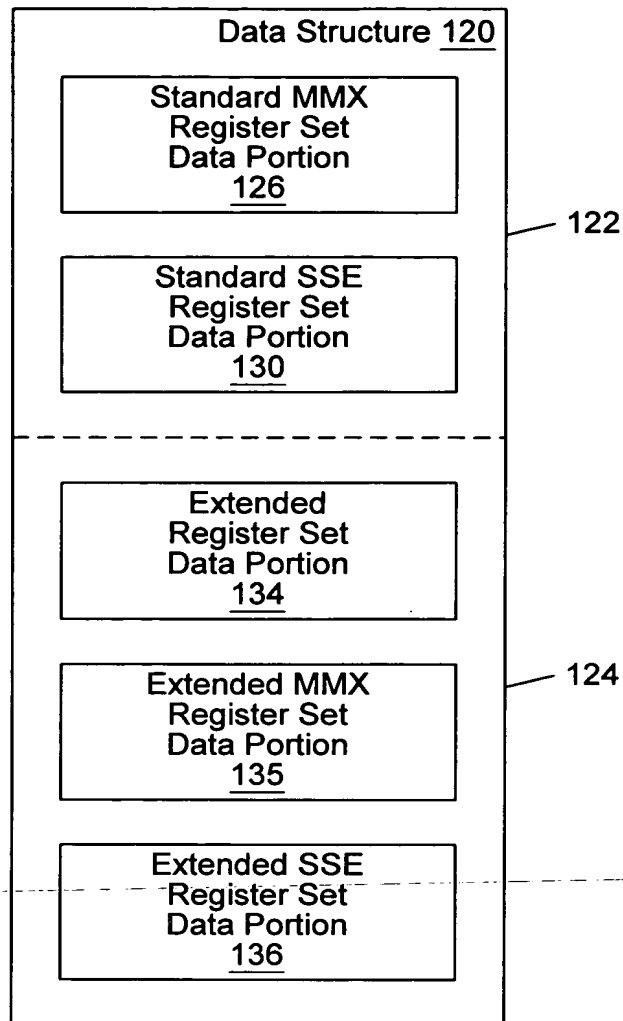 Data Structure 120
Standard MMX
Register Set
Data Portion
126
122
Standard SSE
Register Set
Data Portion
130
Extended
Register Set
Data Portion
134
124
Extended MMX
Register Set
Data Portion
135
Extended SSE
Register Set
Data Portion
136